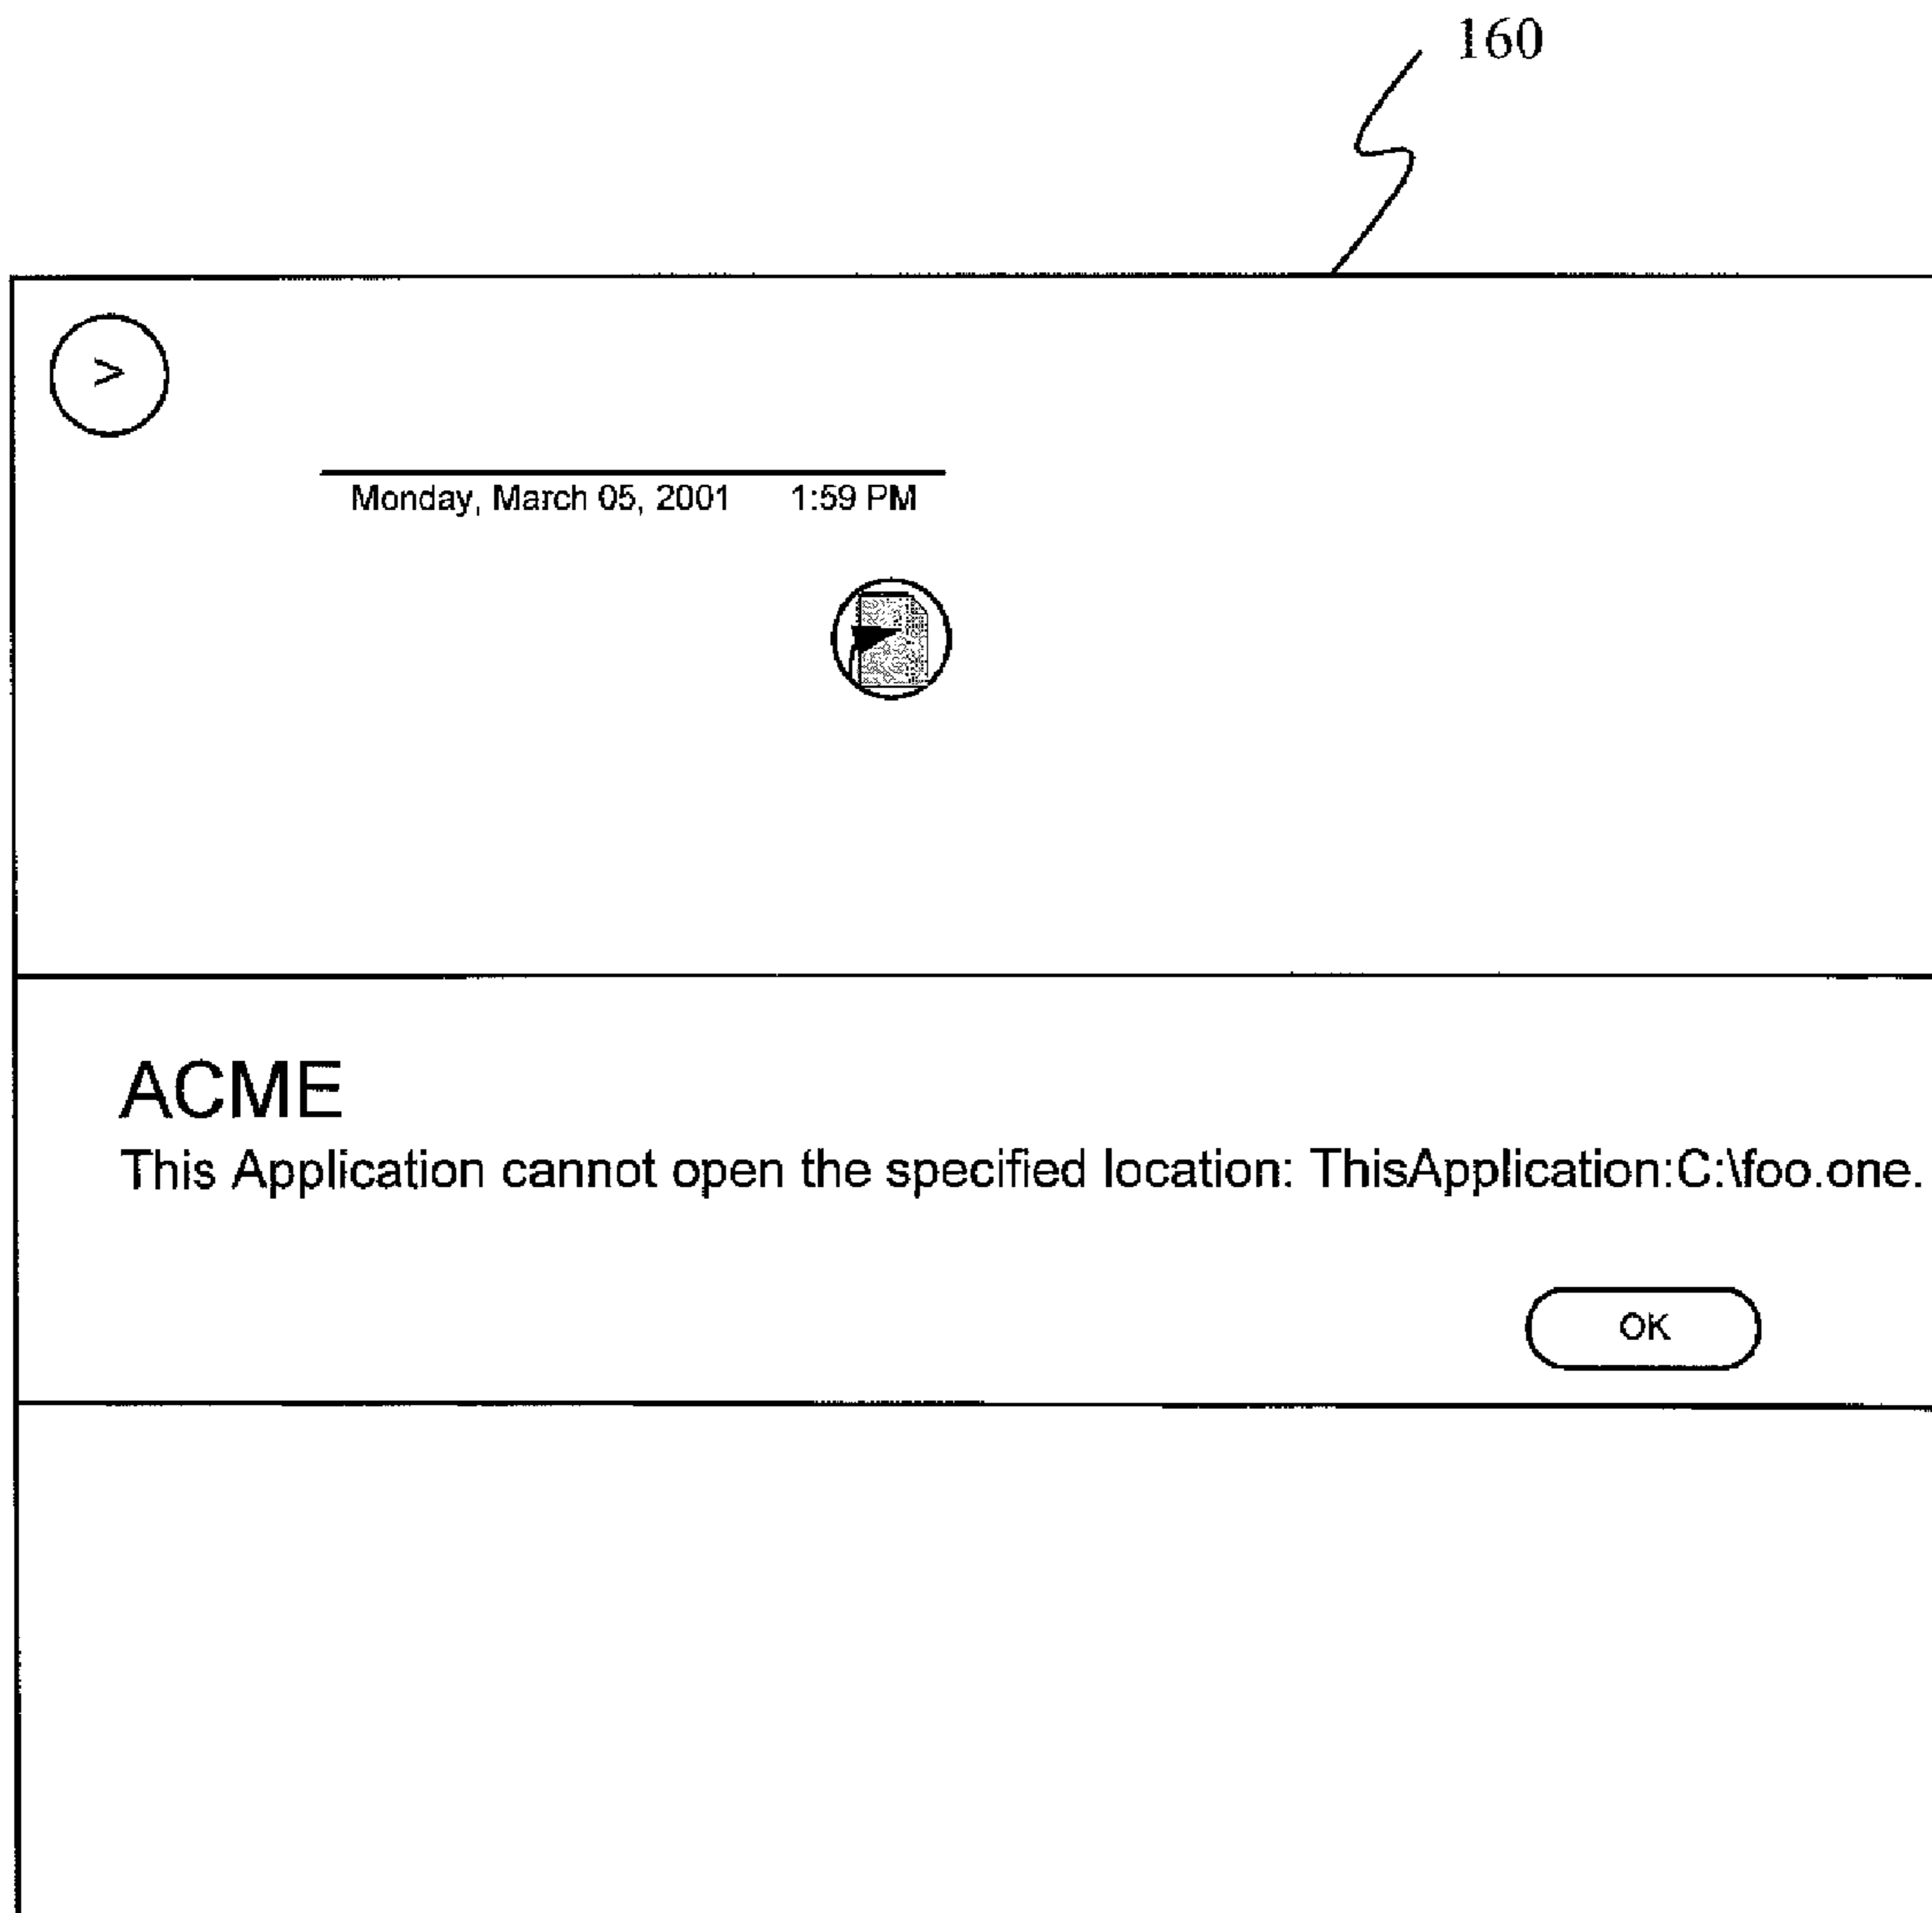 160
>
Monday, March 05, 2001 1:59 PM
ACME
This Application cannot open the specified location: ThisApplication:C:\foo.one.
OK